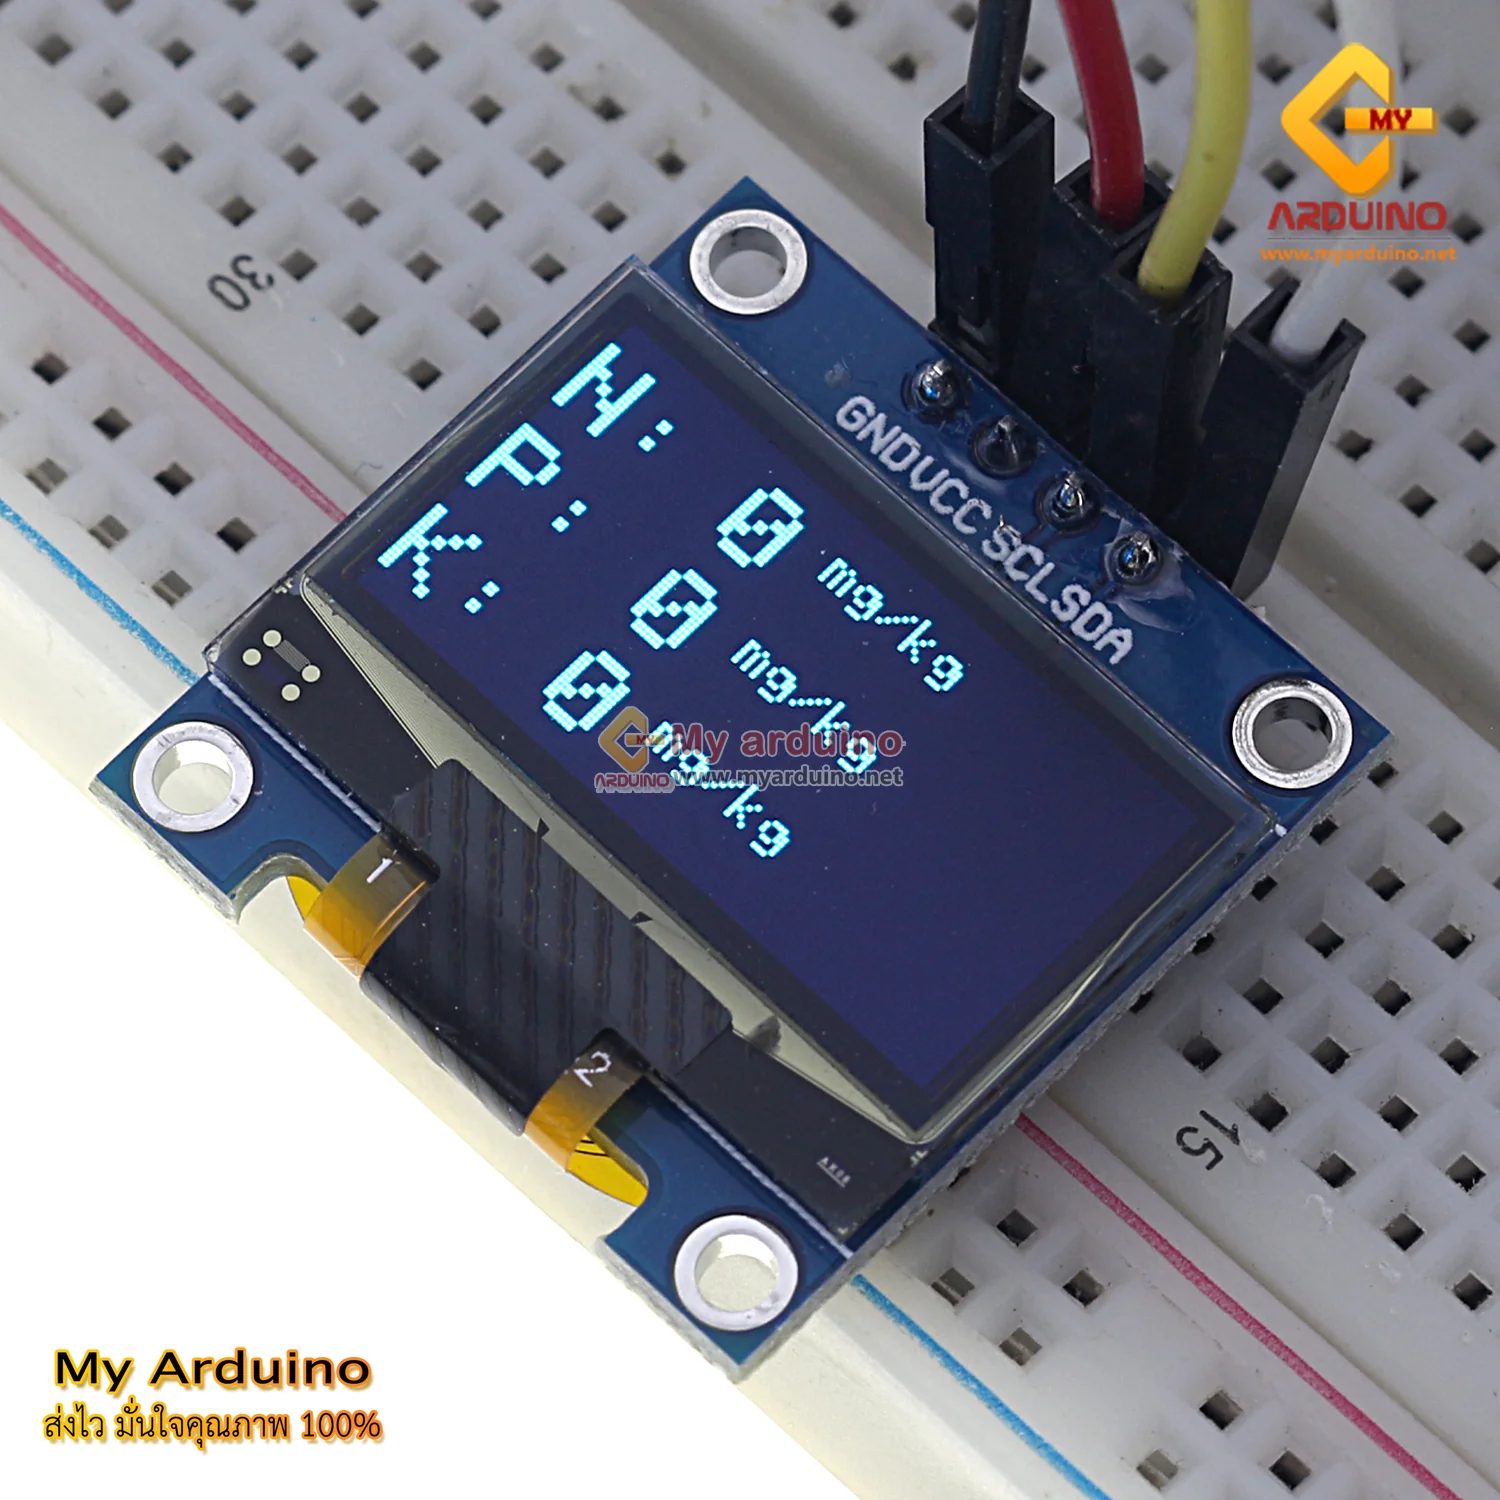 MY
ARDUINO
www.myarduino.net
30
GND VCC SCL SDA
N: 0 mg/kg
P: 0 mg/kg
K: 0 mg/kg
MY
ARDUINO
My arduino
www.myarduino.net
1
2
15
My Arduino
ส่งไว มั่นใจคุณภาพ 100%